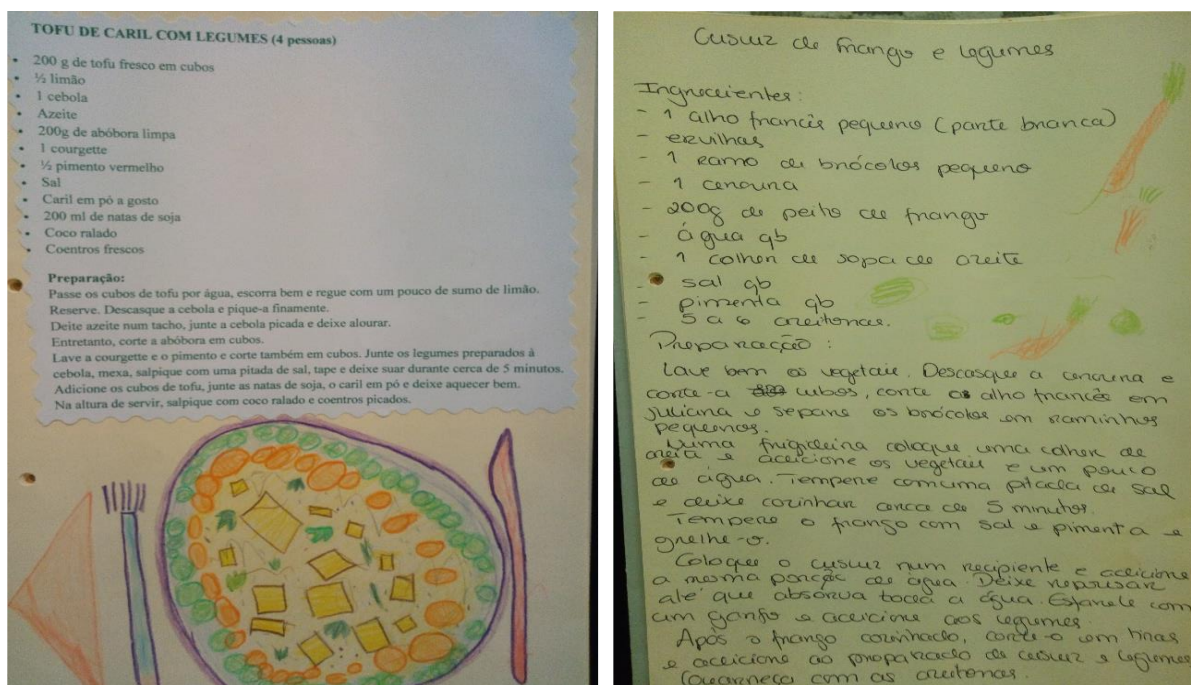 TOFU DE CARIL COM LEGUMES (4 pessoas)
• 200 g de tofu fresco em cubos
• ½ limão
• 1 cebola
• Azeite
• 200g de abóbora limpa
• 1 courgette
• ½ pimento vermelho
• Sal
• Caril em pó a gosto
• 200 ml de natas de soja
• Coco ralado
• Coentros frescos
Preparação:
Passe os cubos de tofu por água, escorra bem e regue com um pouco de sumo de limão.
Reserve. Descasque a cebola e pique-a finamente.
Deite azeite num tacho, junte a cebola picada e deixe alourar.
Entretanto, corte a abóbora em cubos.
Lave a courgette e o pimento e corte também em cubos. Junte os legumes preparados à
cebola, mexa, salpique com uma pitada de sal, tape e deixe suar durante cerca de 5 minutos.
Adicione os cubos de tofu, junte as natas de soja, o caril em pó e deixe aquecer bem.
Na altura de servir, salpique com coco ralado e coentros picados.
Cuscuz de frango e legumes
Ingredientes:
- 1 alho francês pequeno (parte branca)
- ervilhas
- 1 ramo de brócolos pequeno
- 1 cenoura
- 200g de peito de frango
- água qb
- 1 colher de sopa de azeite
- sal qb
- pimenta qb
- 5 a 6 azeitonas.
Preparação:
Lave bem os vegetais. Descasque a cenoura e
corte-a cubos, corte o alho francês em
juliana e separe os brócolos em raminhos
pequenos.
Numa frigideira coloque uma colher de
azeite e adicione os vegetais e um pouco
de água. Tempere com uma pitada de sal
e deixe cozinhar cerca de 5 minutos.
Tempere o frango com sal e pimenta e
grelhe-o.
Coloque o cuscuz num recipiente e adicione
a mesma porção de água. Deixe repousar
até que absorva toda a água. Esfarele com
um garfo e adicione aos legumes.
Após o frango cozinhado, corte-o em tiras
e adicione ao preparado de cuscuz e legumes
Guarneça com as azeitonas.